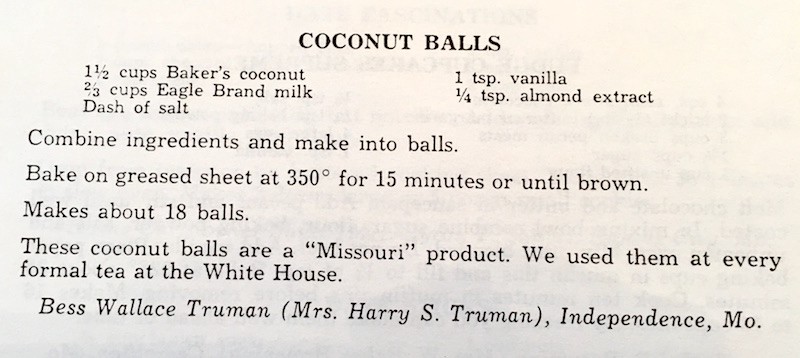 COCONUT BALLS
1½ cups Baker's coconut
⅔ cups Eagle Brand milk
Dash of salt
1 tsp. vanilla
¼ tsp. almond extract
Combine ingredients and make into balls.
Bake on greased sheet at 350° for 15 minutes or until brown.
Makes about 18 balls.
These coconut balls are a "Missouri" product. We used them at every
formal tea at the White House.
Bess Wallace Truman (Mrs. Harry S. Truman), Independence, Mo.